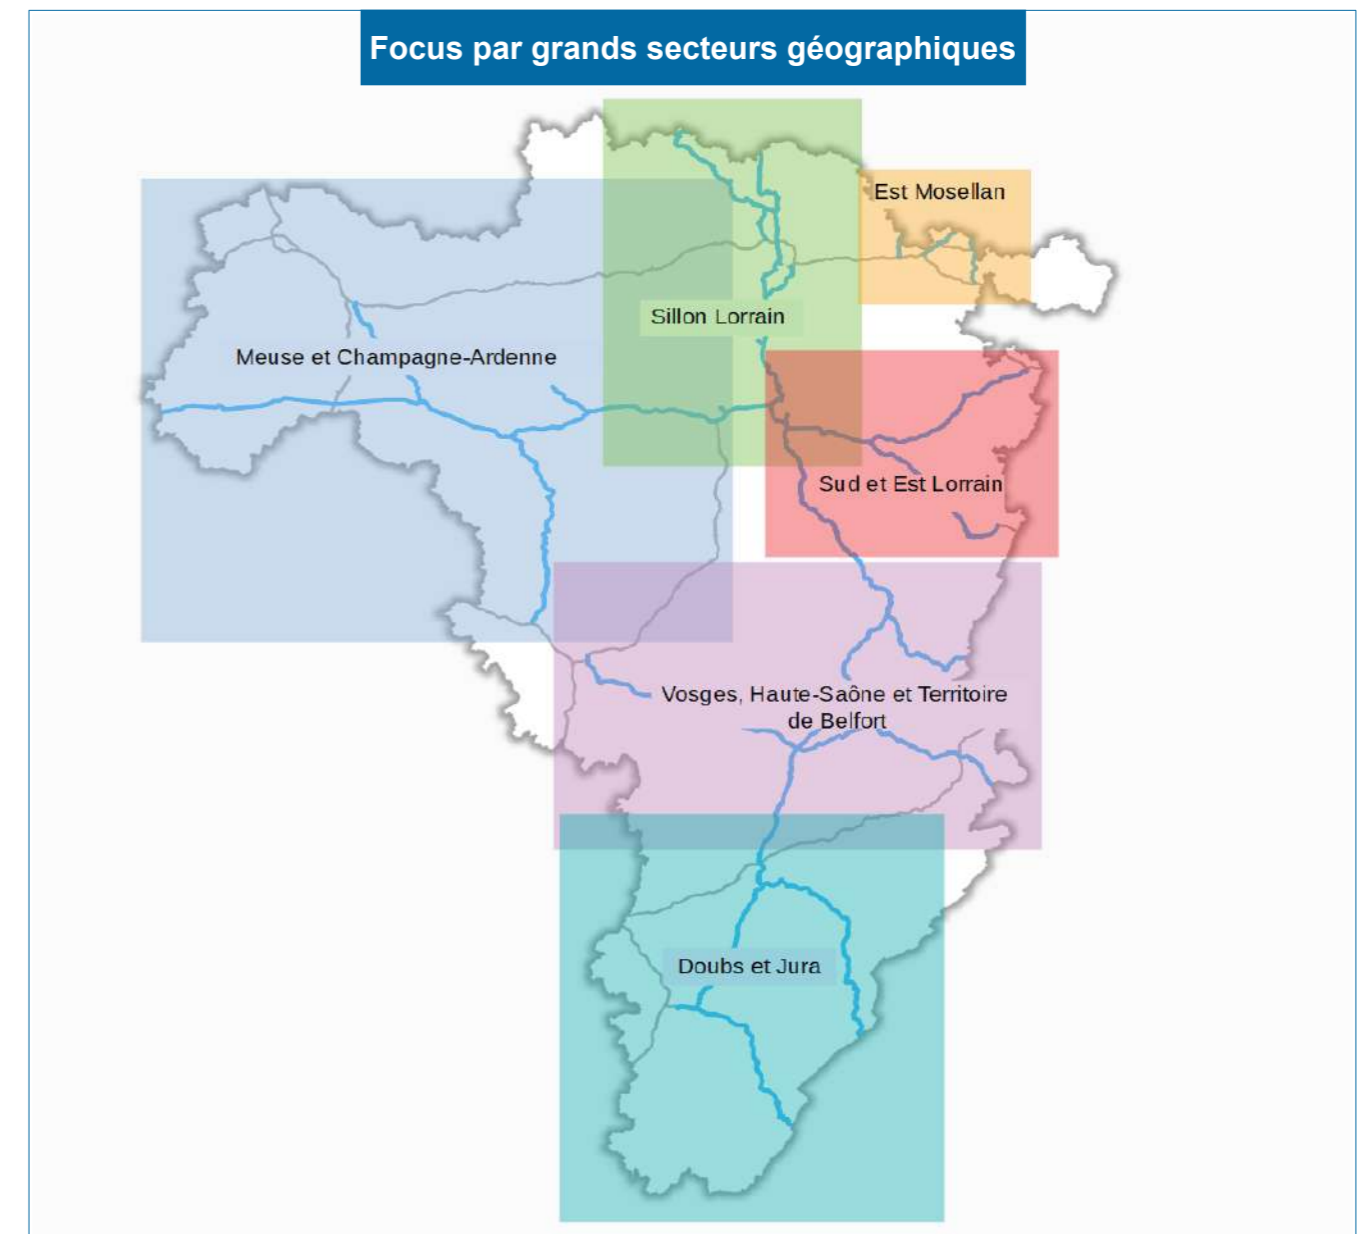 Focus par grands secteurs géographiques
Est Mosellan
Sillon Lorrain
Meuse et Champagne-Ardenne
Sud et Est Lorrain
Vosges, Haute-Saône et Territoire
de Belfort
Doubs et Jura